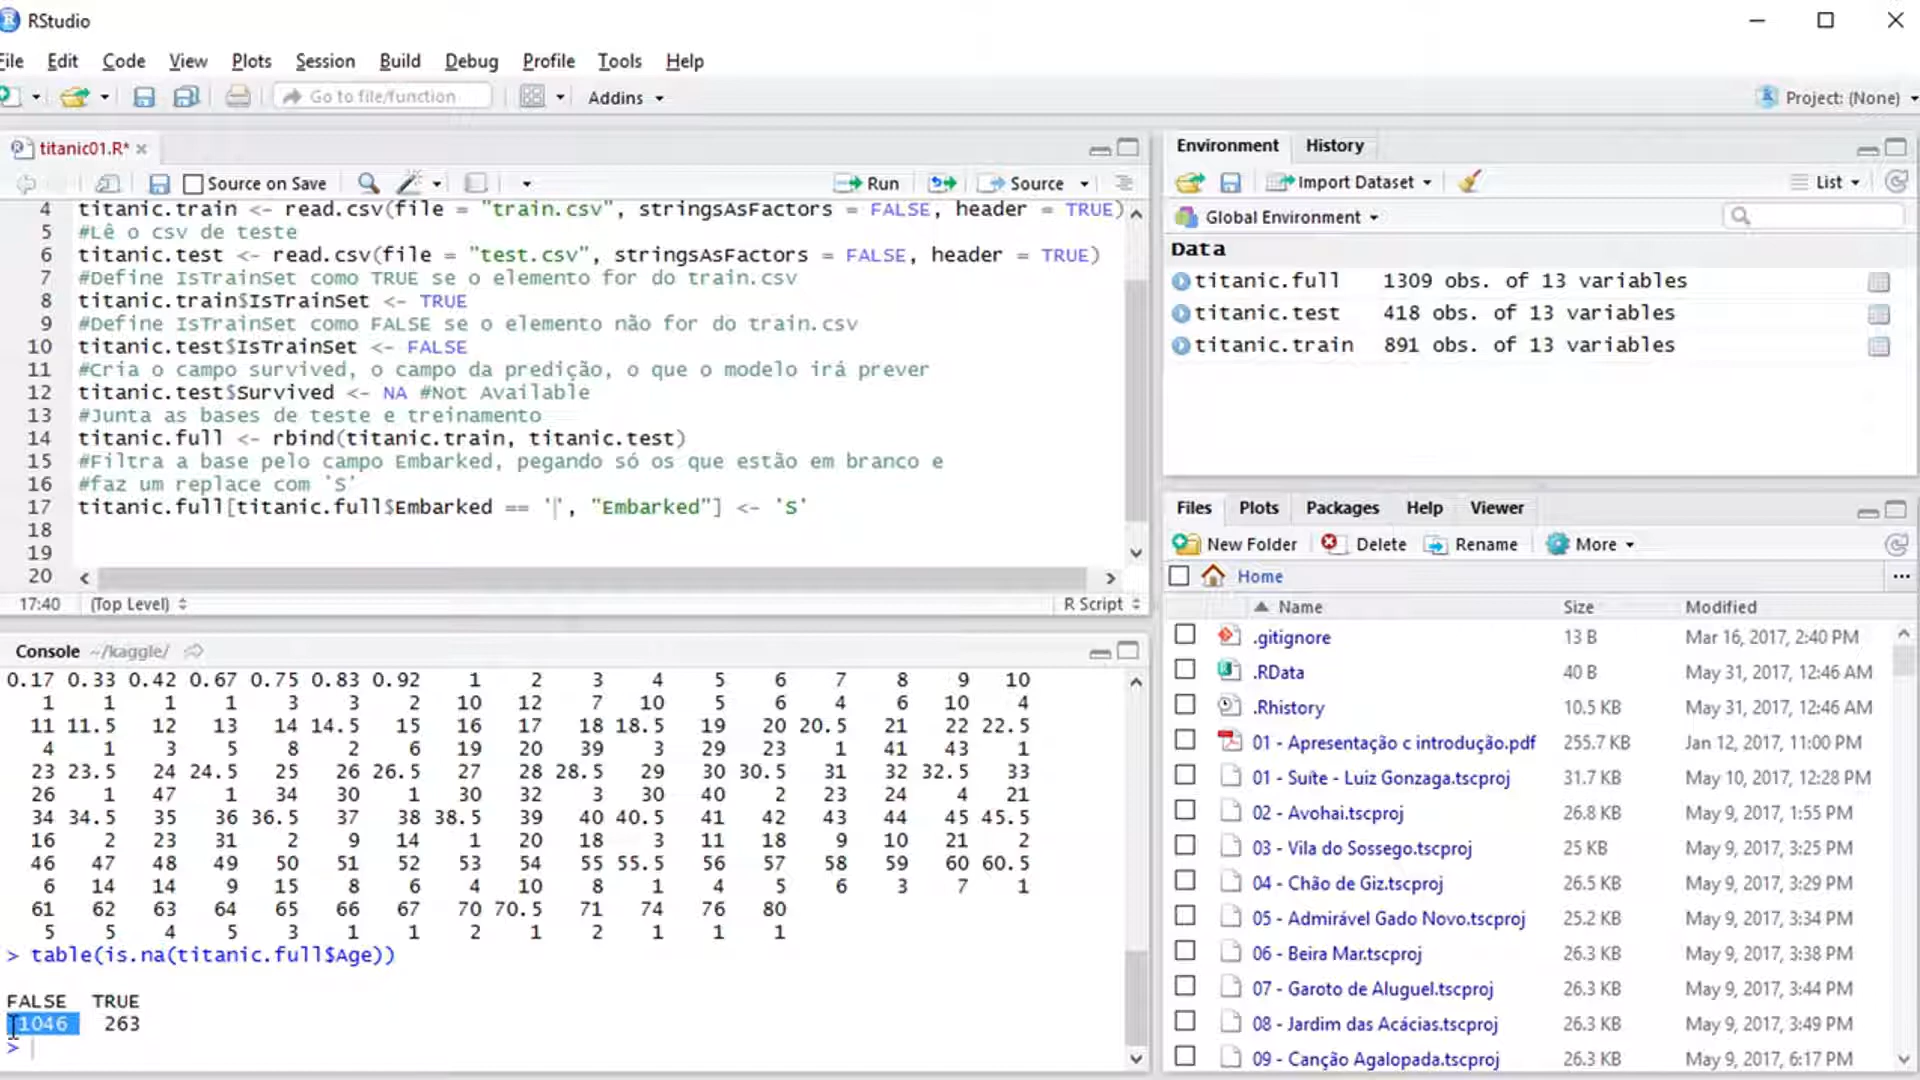 RStudio
File Edit Code View Plots Session Build Debug Profile Tools Help
Go to file/function Addins Project: (None)
titanic01.R*
Source on Save Run Source
4 titanic.train <- read.csv(file = "train.csv", stringsAsFactors = FALSE, header = TRUE)
5 #Lê o csv de teste
6 titanic.test <- read.csv(file = "test.csv", stringsAsFactors = FALSE, header = TRUE)
7 #Define IsTrainSet como TRUE se o elemento for do train.csv
8 titanic.train$IsTrainSet <- TRUE
9 #Define IsTrainSet como FALSE se o elemento não for do train.csv
10 titanic.test$IsTrainSet <- FALSE
11 #Cria o campo survived, o campo da predição, o que o modelo irá prever
12 titanic.test$Survived <- NA #Not Available
13 #Junta as bases de teste e treinamento
14 titanic.full <- rbind(titanic.train, titanic.test)
15 #Filtra a base pelo campo Embarked, pegando só os que estão em branco e
16 #faz um replace com 'S'
17 titanic.full[titanic.full$Embarked == '', "Embarked"] <- 'S'
18
19
20
17:40 (Top Level) R Script
Console ~/kaggle/
0.17 0.33 0.42 0.67 0.75 0.83 0.92 1 2 3 4 5 6 7 8 9 10
1 1 1 1 3 3 2 10 12 7 10 5 6 4 6 10 4
11 11.5 12 13 14 14.5 15 16 17 18 18.5 19 20 20.5 21 22 22.5
4 1 3 5 8 2 6 19 20 39 3 29 23 1 41 43 1
23 23.5 24 24.5 25 26 26.5 27 28 28.5 29 30 30.5 31 32 32.5 33
26 1 47 1 34 30 1 30 32 3 30 40 2 23 24 4 21
34 34.5 35 36 36.5 37 38 38.5 39 40 40.5 41 42 43 44 45 45.5
16 2 23 31 2 9 14 1 20 18 3 11 18 9 10 21 2
46 47 48 49 50 51 52 53 54 55 55.5 56 57 58 59 60 60.5
6 14 14 9 15 8 6 4 10 8 1 4 5 6 3 7 1
61 62 63 64 65 66 67 70 70.5 71 74 76 80
5 5 4 5 3 1 1 2 1 2 1 1 1
> table(is.na(titanic.full$Age))
FALSE TRUE
1046 263
>
Environment History
Import Dataset List
Global Environment
Data
titanic.full 1309 obs. of 13 variables
titanic.test 418 obs. of 13 variables
titanic.train 891 obs. of 13 variables
Files Plots Packages Help Viewer
New Folder Delete Rename More
Home ...
Name Size Modified
.gitignore 13 B Mar 16, 2017, 2:40 PM
.RData 40 B May 31, 2017, 12:46 AM
.Rhistory 10.5 KB May 31, 2017, 12:46 AM
01 - Apresentação c introdução.pdf 255.7 KB Jan 12, 2017, 11:00 PM
01 - Suíte - Luiz Gonzaga.tscproj 31.7 KB May 10, 2017, 12:28 PM
02 - Avohai.tscproj 26.8 KB May 9, 2017, 1:55 PM
03 - Vila do Sossego.tscproj 25 KB May 9, 2017, 3:25 PM
04 - Chão de Giz.tscproj 26.5 KB May 9, 2017, 3:29 PM
05 - Admirável Gado Novo.tscproj 25.2 KB May 9, 2017, 3:34 PM
06 - Beira Mar.tscproj 26.3 KB May 9, 2017, 3:38 PM
07 - Garoto de Aluguel.tscproj 26.3 KB May 9, 2017, 3:44 PM
08 - Jardim das Acácias.tscproj 26.3 KB May 9, 2017, 3:49 PM
09 - Canção Agalopada.tscproj 26.3 KB May 9, 2017, 6:17 PM